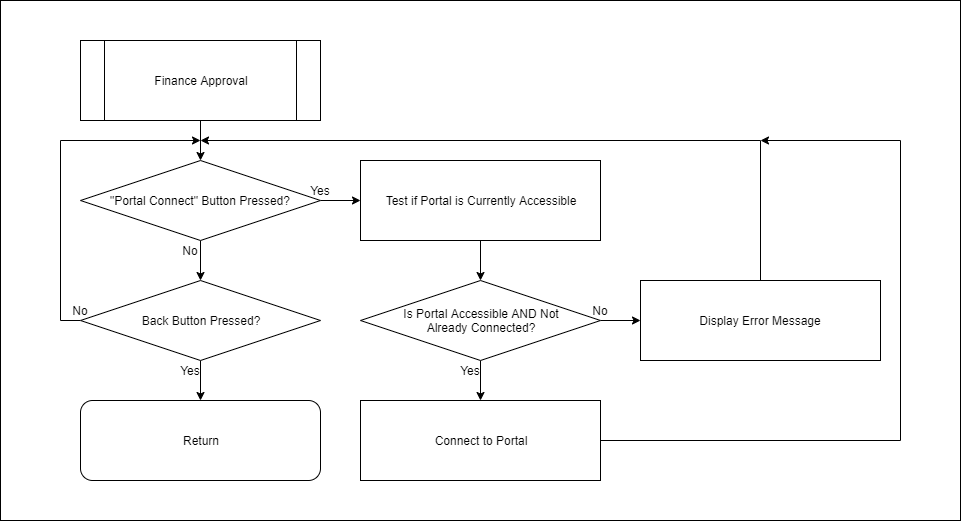 Finance Approval
"Portal Connect" Button Pressed?
Yes
Test if Portal is Currently Accessible
No
No
Back Button Pressed?
Is Portal Accessible AND Not
Already Connected?
No
Display Error Message
Yes
Yes
Return
Connect to Portal